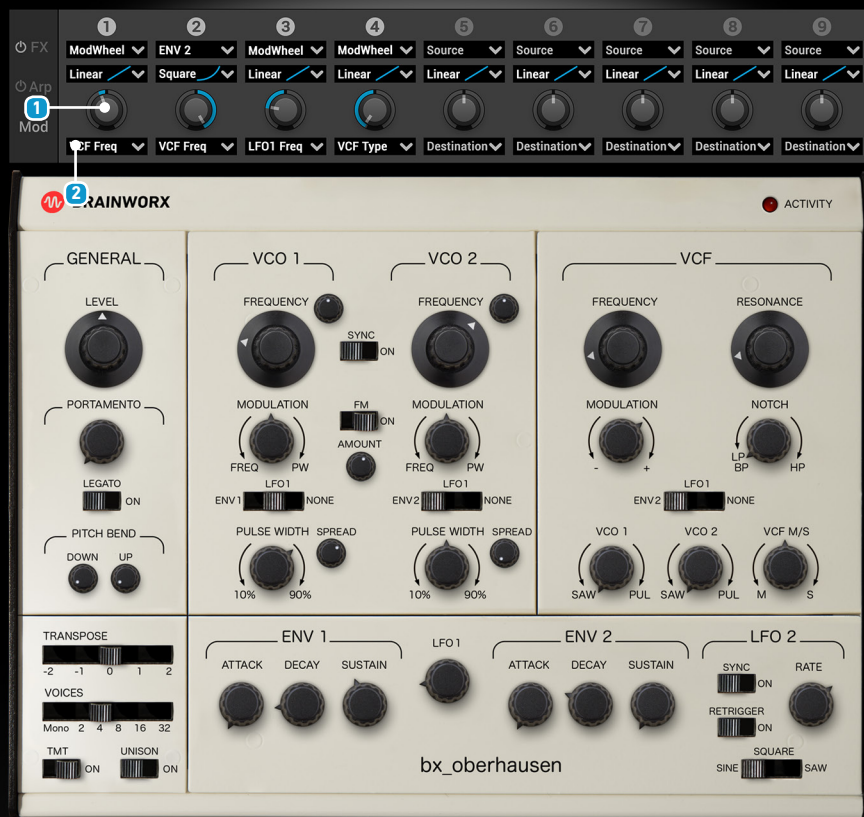 1 2 3 4 5 6 7 8 9
FX
ModWheel ENV 2 ModWheel ModWheel Source Source Source Source Source
Linear Square Linear Linear Linear Linear Linear Linear Linear
Arp
1
Mod
VCF Freq VCF Freq LFO1 Freq VCF Type Destination Destination Destination Destination Destination
2
BRAINWORX
ACTIVITY
GENERAL VCO 1 VCO 2 VCF
LEVEL FREQUENCY FREQUENCY FREQUENCY RESONANCE
SYNC
ON
PORTAMENTO MODULATION FM MODULATION MODULATION NOTCH
ON
AMOUNT
FREQ PW FREQ PW - + LP
BP HP
LEGATO LFO1 LFO1 LFO1
ON ENV1 NONE ENV2 NONE ENV2 NONE
PITCH BEND PULSE WIDTH SPREAD PULSE WIDTH SPREAD VCO 1 VCO 2 VCF M/S
DOWN UP
10% 90% 10% 90% SAW PUL SAW PUL M S
TRANSPOSE ENV 1 LFO1 ENV 2 LFO 2
-2 -1 0 1 2
ATTACK DECAY SUSTAIN ATTACK DECAY SUSTAIN SYNC RATE
ON
VOICES
Mono 2 4 8 16 32
RETRIGGER
ON
TMT UNISON SQUARE
ON ON SINE SAW
bx_oberhausen